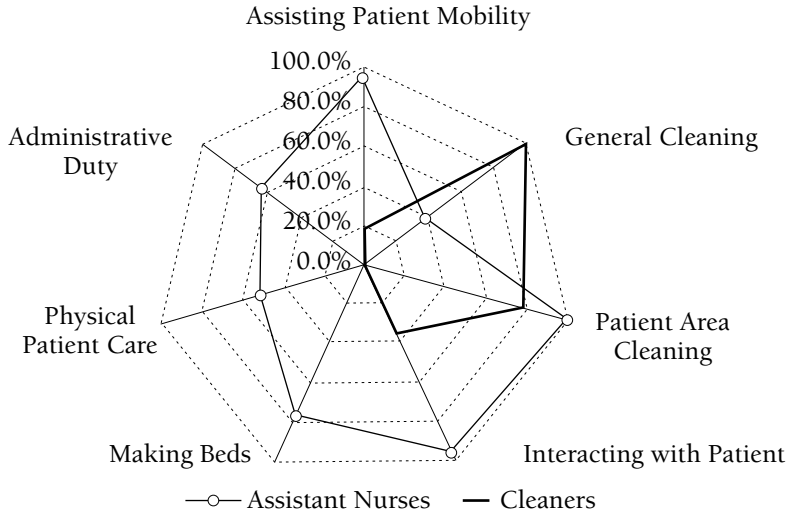 Assisting Patient Mobility
100.0%
80.0%
60.0%
40.0%
20.0%
0.0%
General Cleaning
Patient Area
Cleaning
Interacting with Patient
Making Beds
Physical
Patient Care
Administrative
Duty
Assistant Nurses
Cleaners